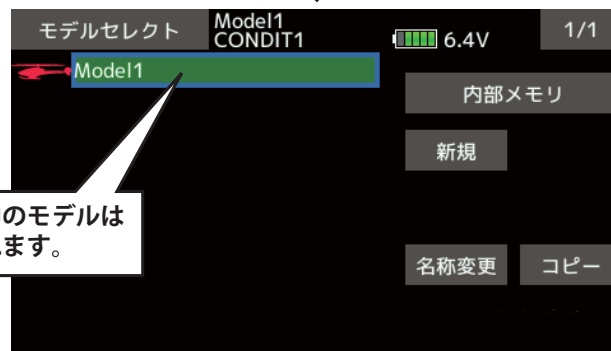 モデルセレクト
Model1
CONDIT1
6.4V
1/1
Model1
内部メモリ
新規
のモデルは
ます。
名称変更
コピー